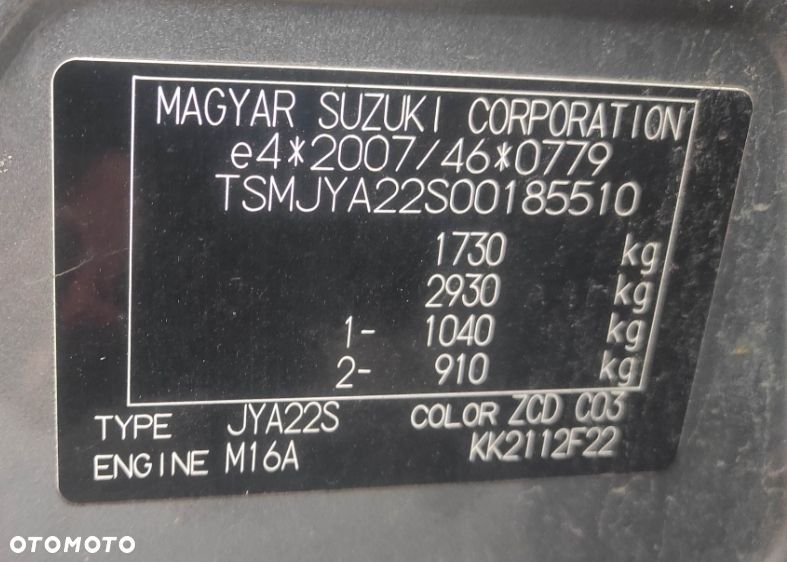 MAGYAR SUZUKI CORPORATION
e4*2007/46*0779
TSMJYA22S00185510
1730 kg
2930 kg
1- 1040 kg
2- 910 kg
TYPE JYA22S COLOR ZCD C03
ENGINE M16A KK2112F22
OTOMOTO